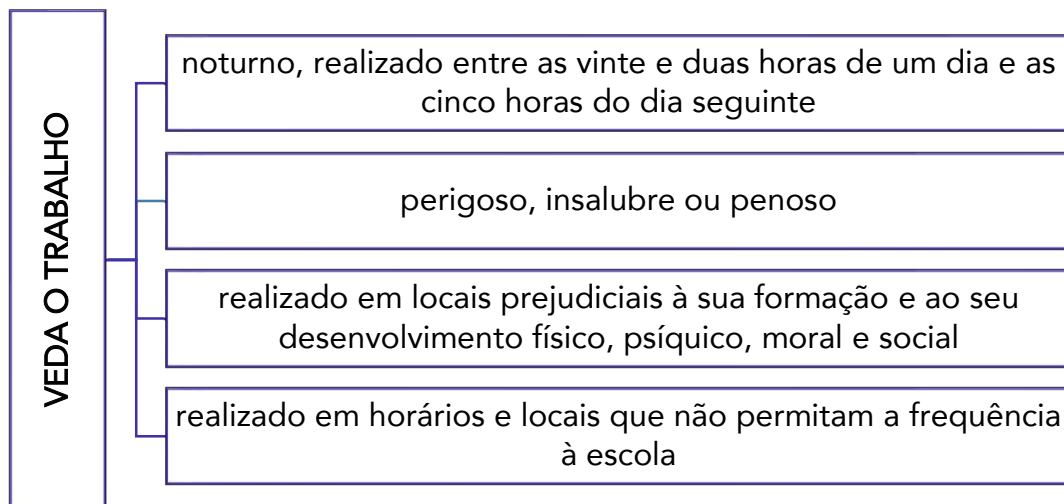 VEDA O TRABALHO
noturno, realizado entre as vinte e duas horas de um dia e as
cinco horas do dia seguinte
perigoso, insalubre ou penoso
realizado em locais prejudiciais à sua formação e ao seu
desenvolvimento físico, psíquico, moral e social
realizado em horários e locais que não permitam a frequência
à escola